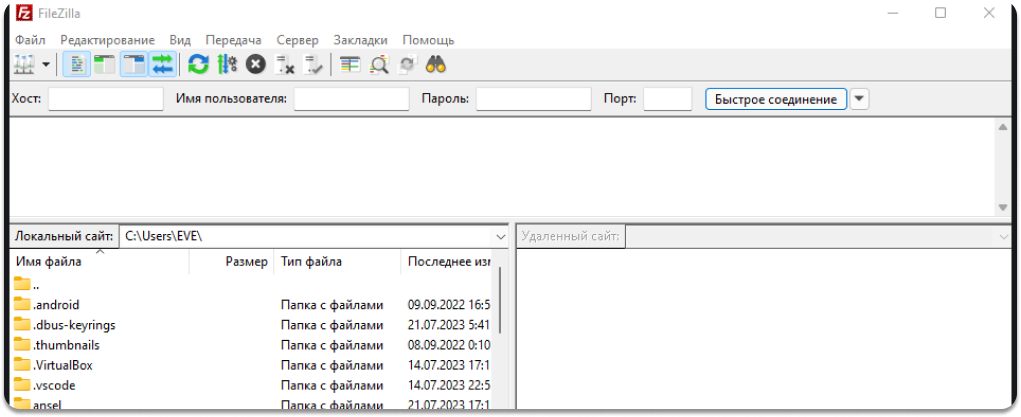 FileZilla
Файл Редактирование Вид Передача Сервер Закладки Помощь
Хост: Имя пользователя: Пароль: Порт: Быстрое соединение
Локальный сайт: C:\Users\EVE\ Удаленный сайт:
Имя файла Размер Тип файла Последнее изм
..
.android Папка с файлами 09.09.2022 16:5
.dbus-keyrings Папка с файлами 21.07.2023 5:41
.thumbnails Папка с файлами 08.09.2022 0:10
.VirtualBox Папка с файлами 14.07.2023 17:1
.vscode Папка с файлами 14.07.2023 22:5
ansel Папка с файлами 21.07.2023 17:1